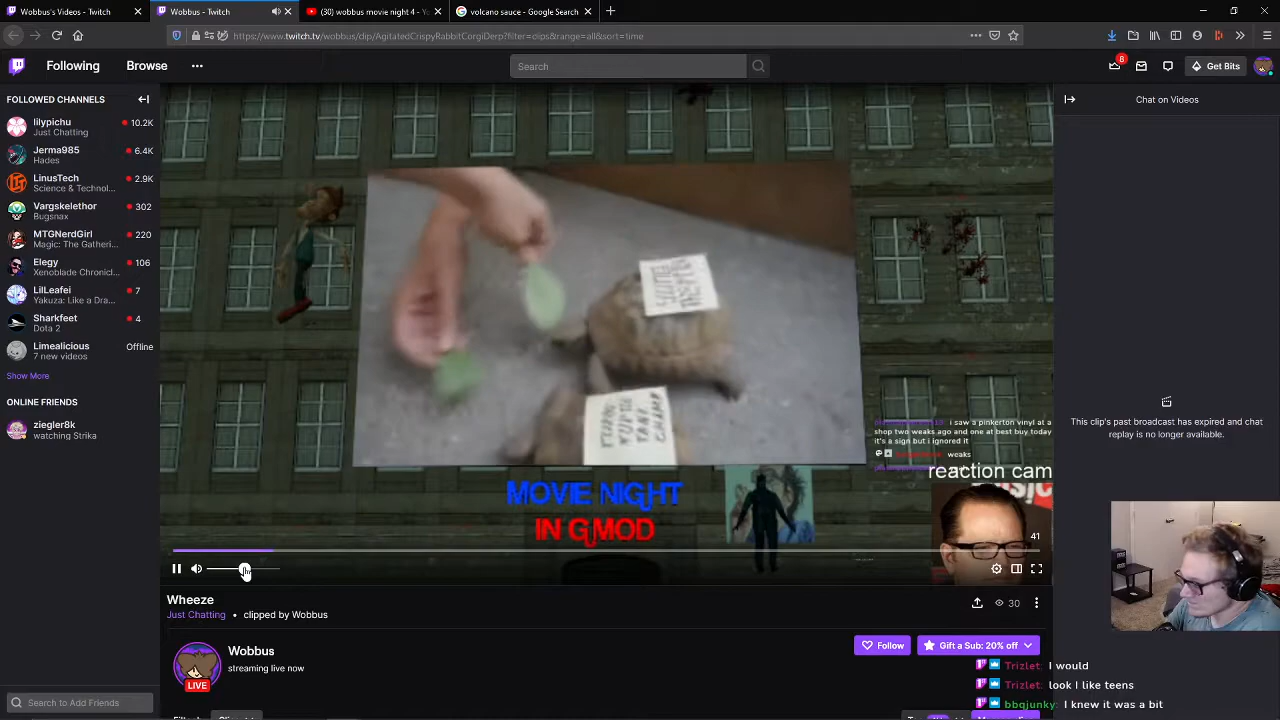 Wobbus's Videos - Twitch
Wobbus - Twitch
(30) wobbus movie night 4 - Yo
volcano sauce - Google Search
https://www.twitch.tv/wobbus/clip/AgitatedCrispyRabbitCorgiDerp?filter=clips&range=all&sort=time
Following
Browse
Search
8
Get Bits
FOLLOWED CHANNELS
lilypichu
10.2K
Just Chatting
Jerma985
6.4K
Hades
LinusTech
2.9K
Science & Technol...
Vargskelethor
302
Bugsnax
MTGNerdGirl
220
Magic: The Gatheri...
Elegy
106
Xenoblade Chronicl...
LilLeafei
7
Yakuza: Like a Dra...
Sharkfeet
4
Dota 2
Limealicious
Offline
7 new videos
Show More
ONLINE FRIENDS
ziegler8k
watching Strika
Search to Add Friends
Chat on Videos
This clip's past broadcast has expired and chat
replay is no longer available.
i saw a pinkerton vinyl at a
shop two weeks ago and one at best buy today
it's a sign but i ignored it
weaks
reaction cam
MOVIE NIGHT
IN GMOD
41
Wheeze
30
Just Chatting • clipped by Wobbus
Wobbus
streaming live now
LIVE
Follow
Gift a Sub: 20% off
Trizlet: I would
Trizlet: look I like teens
bbqjunky: I knew it was a bit